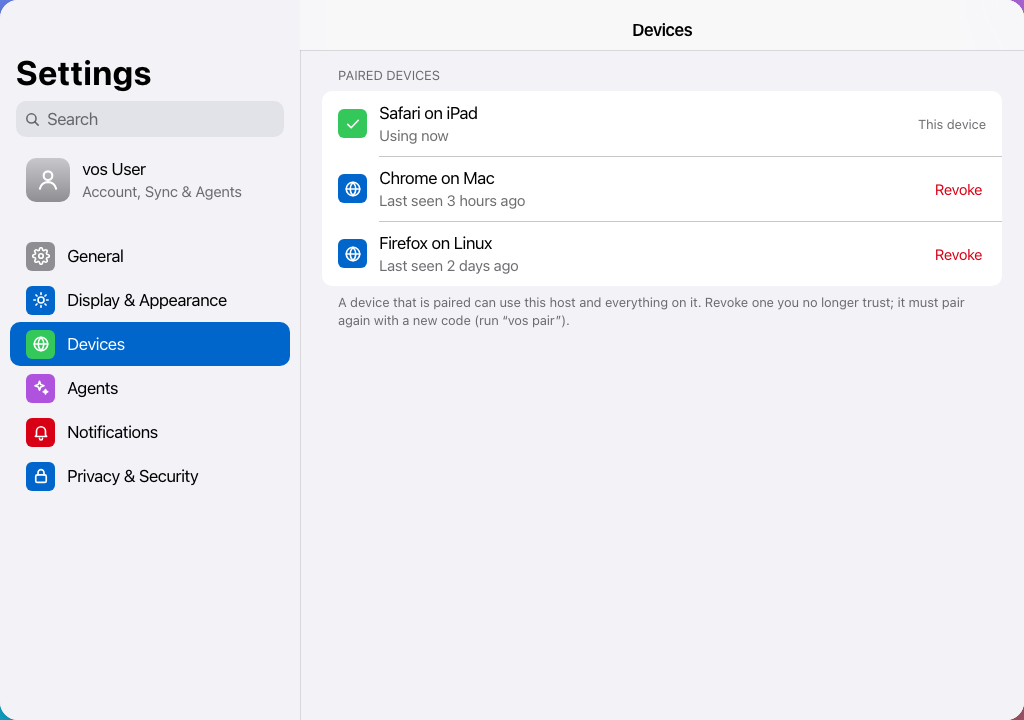 Settings
Search
vos User
Account, Sync & Agents
General
Display & Appearance
Devices
Agents
Notifications
Privacy & Security
Devices
PAIRED DEVICES
Safari on iPad
Using now
This device
Chrome on Mac
Last seen 3 hours ago
Revoke
Firefox on Linux
Last seen 2 days ago
Revoke
A device that is paired can use this host and everything on it. Revoke one you no longer trust; it must pair
again with a new code (run “vos pair”).